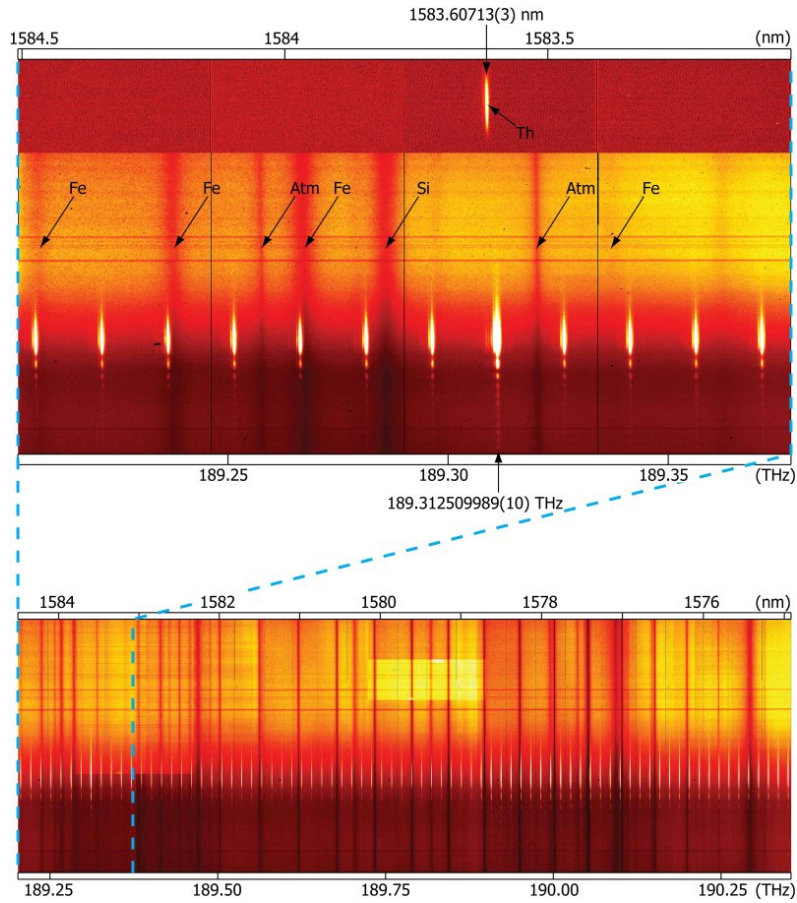 1583.60713(3) nm
1584.5 1584 1583.5 (nm)
Th
Fe Fe Atm Fe Si Atm Fe
189.25 189.30 189.35 (THz)
189.312509989(10) THz
1584 1582 1580 1578 1576 (nm)
189.25 189.50 189.75 190.00 190.25 (THz)